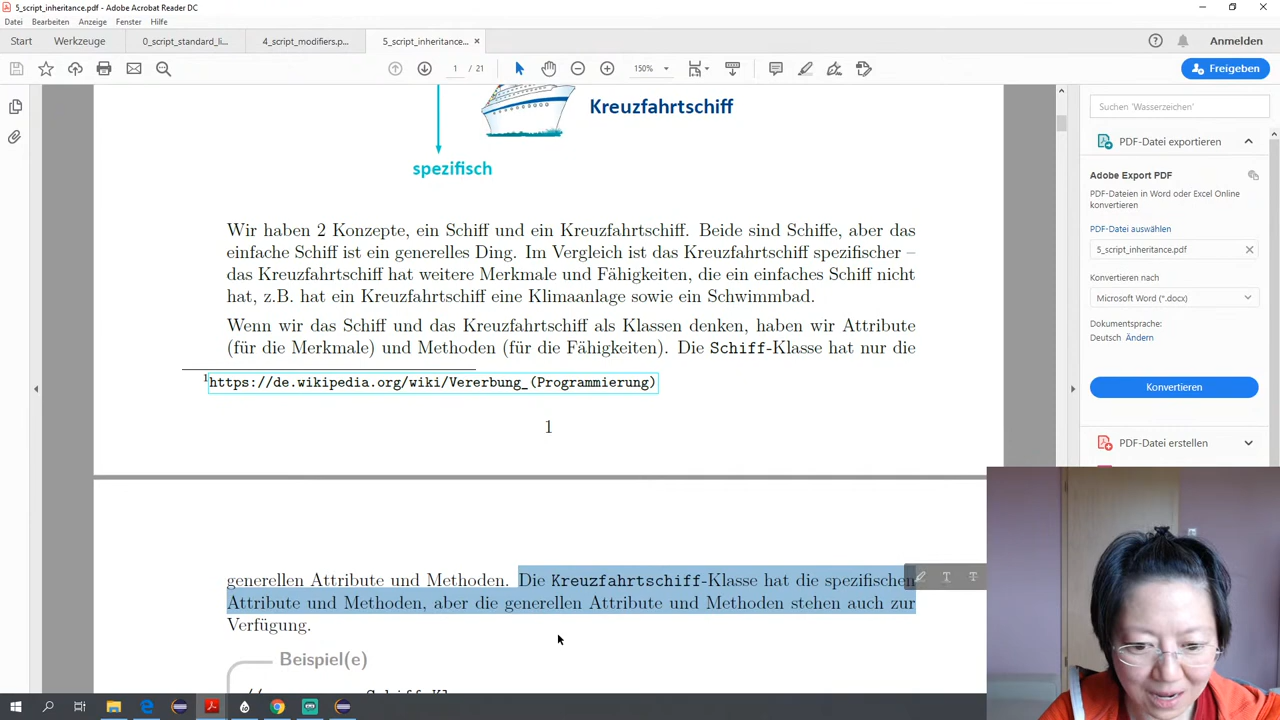 5_script_inheritance.pdf - Adobe Acrobat Reader DC
Datei Bearbeiten Anzeige Fenster Hilfe
Start Werkzeuge 0_script_standard_li... 4_script_modifiers.p... 5_script_inheritance... × Anmelden
1 / 21 150% Freigeben
Kreuzfahrtschiff
spezifisch
Wir haben 2 Konzepte, ein Schiff und ein Kreuzfahrtschiff. Beide sind Schiffe, aber das
einfache Schiff ist ein generelles Ding. Im Vergleich ist das Kreuzfahrtschiff spezifischer –
das Kreuzfahrtschiff hat weitere Merkmale und Fähigkeiten, die ein einfaches Schiff nicht
hat, z.B. hat ein Kreuzfahrtschiff eine Klimaanlage sowie ein Schwimmbad.
Wenn wir das Schiff und das Kreuzfahrtschiff als Klassen denken, haben wir Attribute
(für die Merkmale) und Methoden (für die Fähigkeiten). Die Schiff-Klasse hat nur die
1https://de.wikipedia.org/wiki/Vererbung_(Programmierung)
1
generellen Attribute und Methoden. Die Kreuzfahrtschiff-Klasse hat die spezifischen
Attribute und Methoden, aber die generellen Attribute und Methoden stehen auch zur
Verfügung.
Beispiel(e)
Suchen 'Wasserzeichen'
PDF-Datei exportieren
Adobe Export PDF
PDF-Dateien in Word oder Excel Online
konvertieren
PDF-Datei auswählen
5_script_inheritance.pdf
Konvertieren nach
Microsoft Word (*.docx)
Dokumentsprache:
Deutsch Ändern
Konvertieren
PDF-Datei erstellen